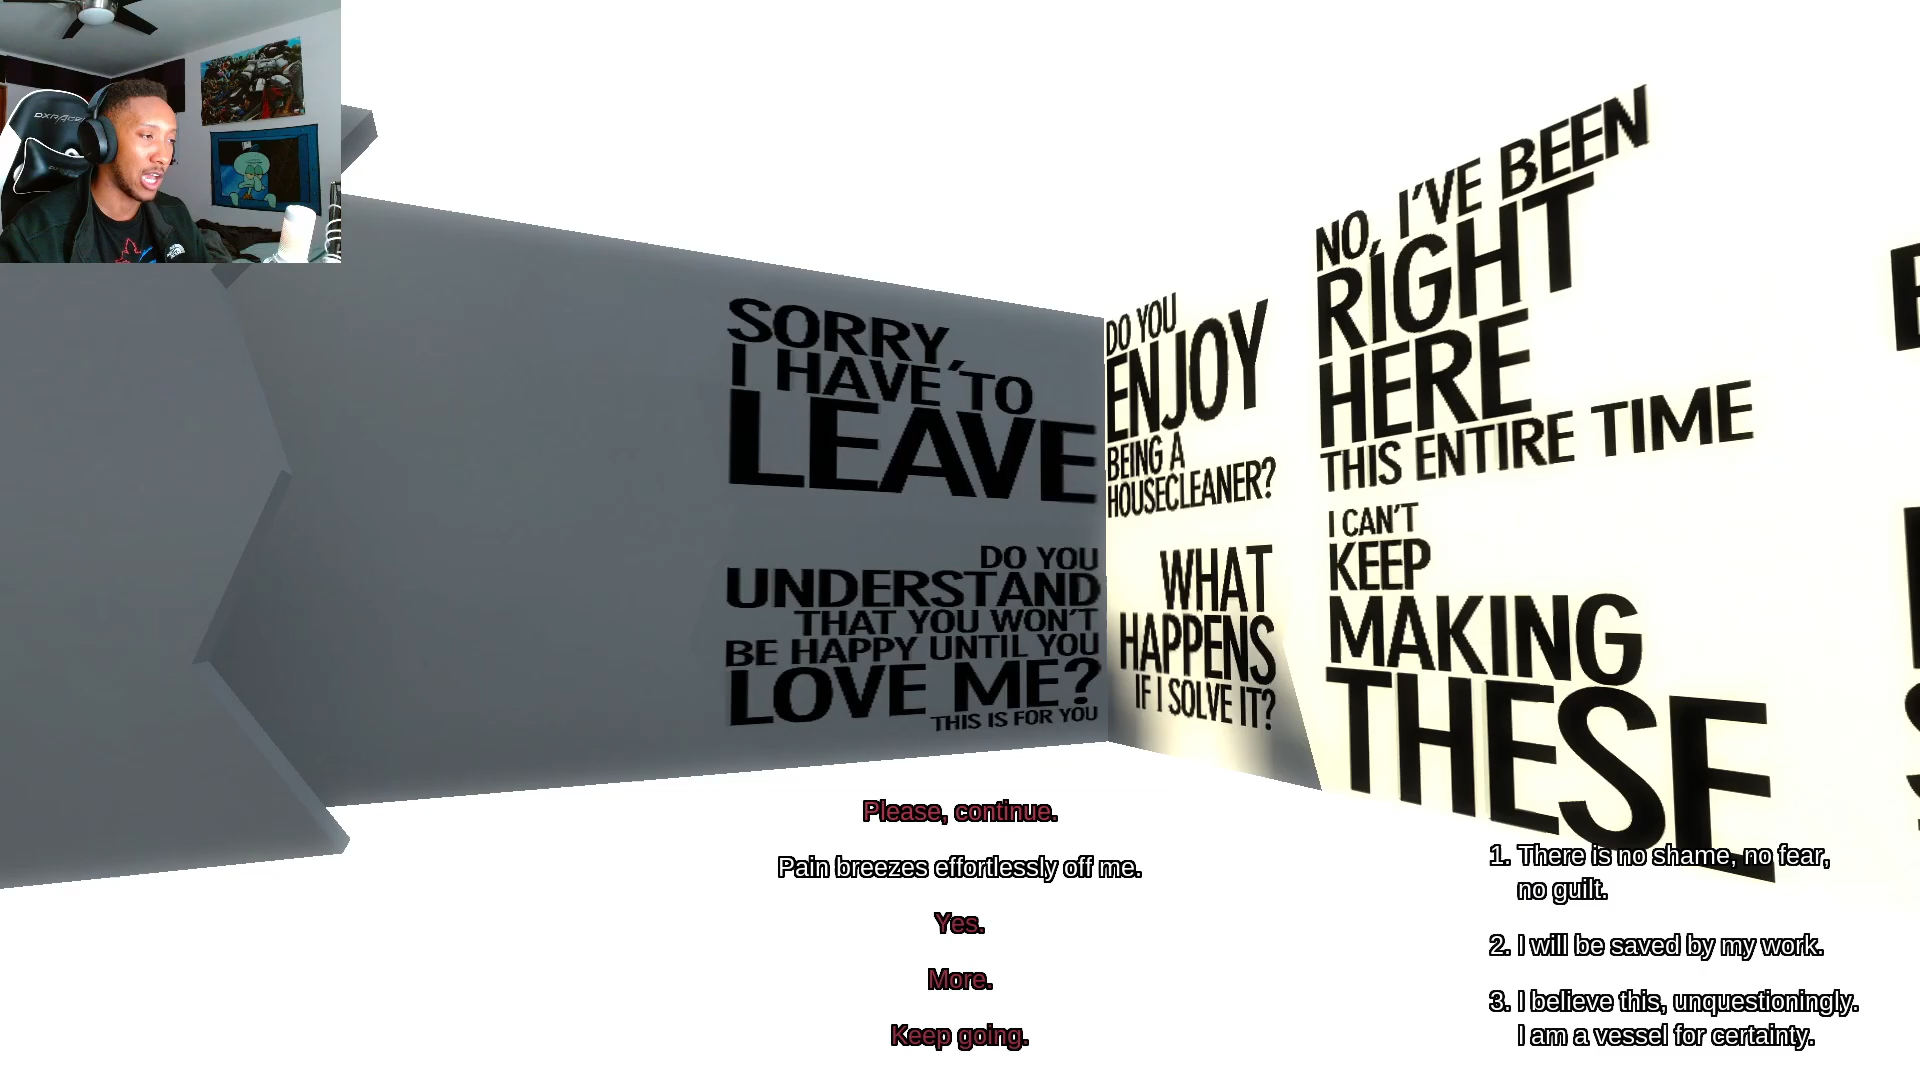 DXRACER
SORRY,
I HAVE TO
LEAVE
DO YOU
UNDERSTAND
THAT YOU WON'T
BE HAPPY UNTIL YOU
LOVE ME?
THIS IS FOR YOU
DO YOU
ENJOY
BEING A
HOUSECLEANER?
WHAT
HAPPENS
IF I SOLVE IT?
NO, I'VE BEEN
RIGHT
HERE
THIS ENTIRE TIME
I CAN'T
KEEP
MAKING
THESE
Please, continue.
Pain breezes effortlessly off me.
Yes.
More.
Keep going.
1. There is no shame, no fear,
no guilt.
2. I will be saved by my work.
3. I believe this, unquestioningly.
I am a vessel for certainty.